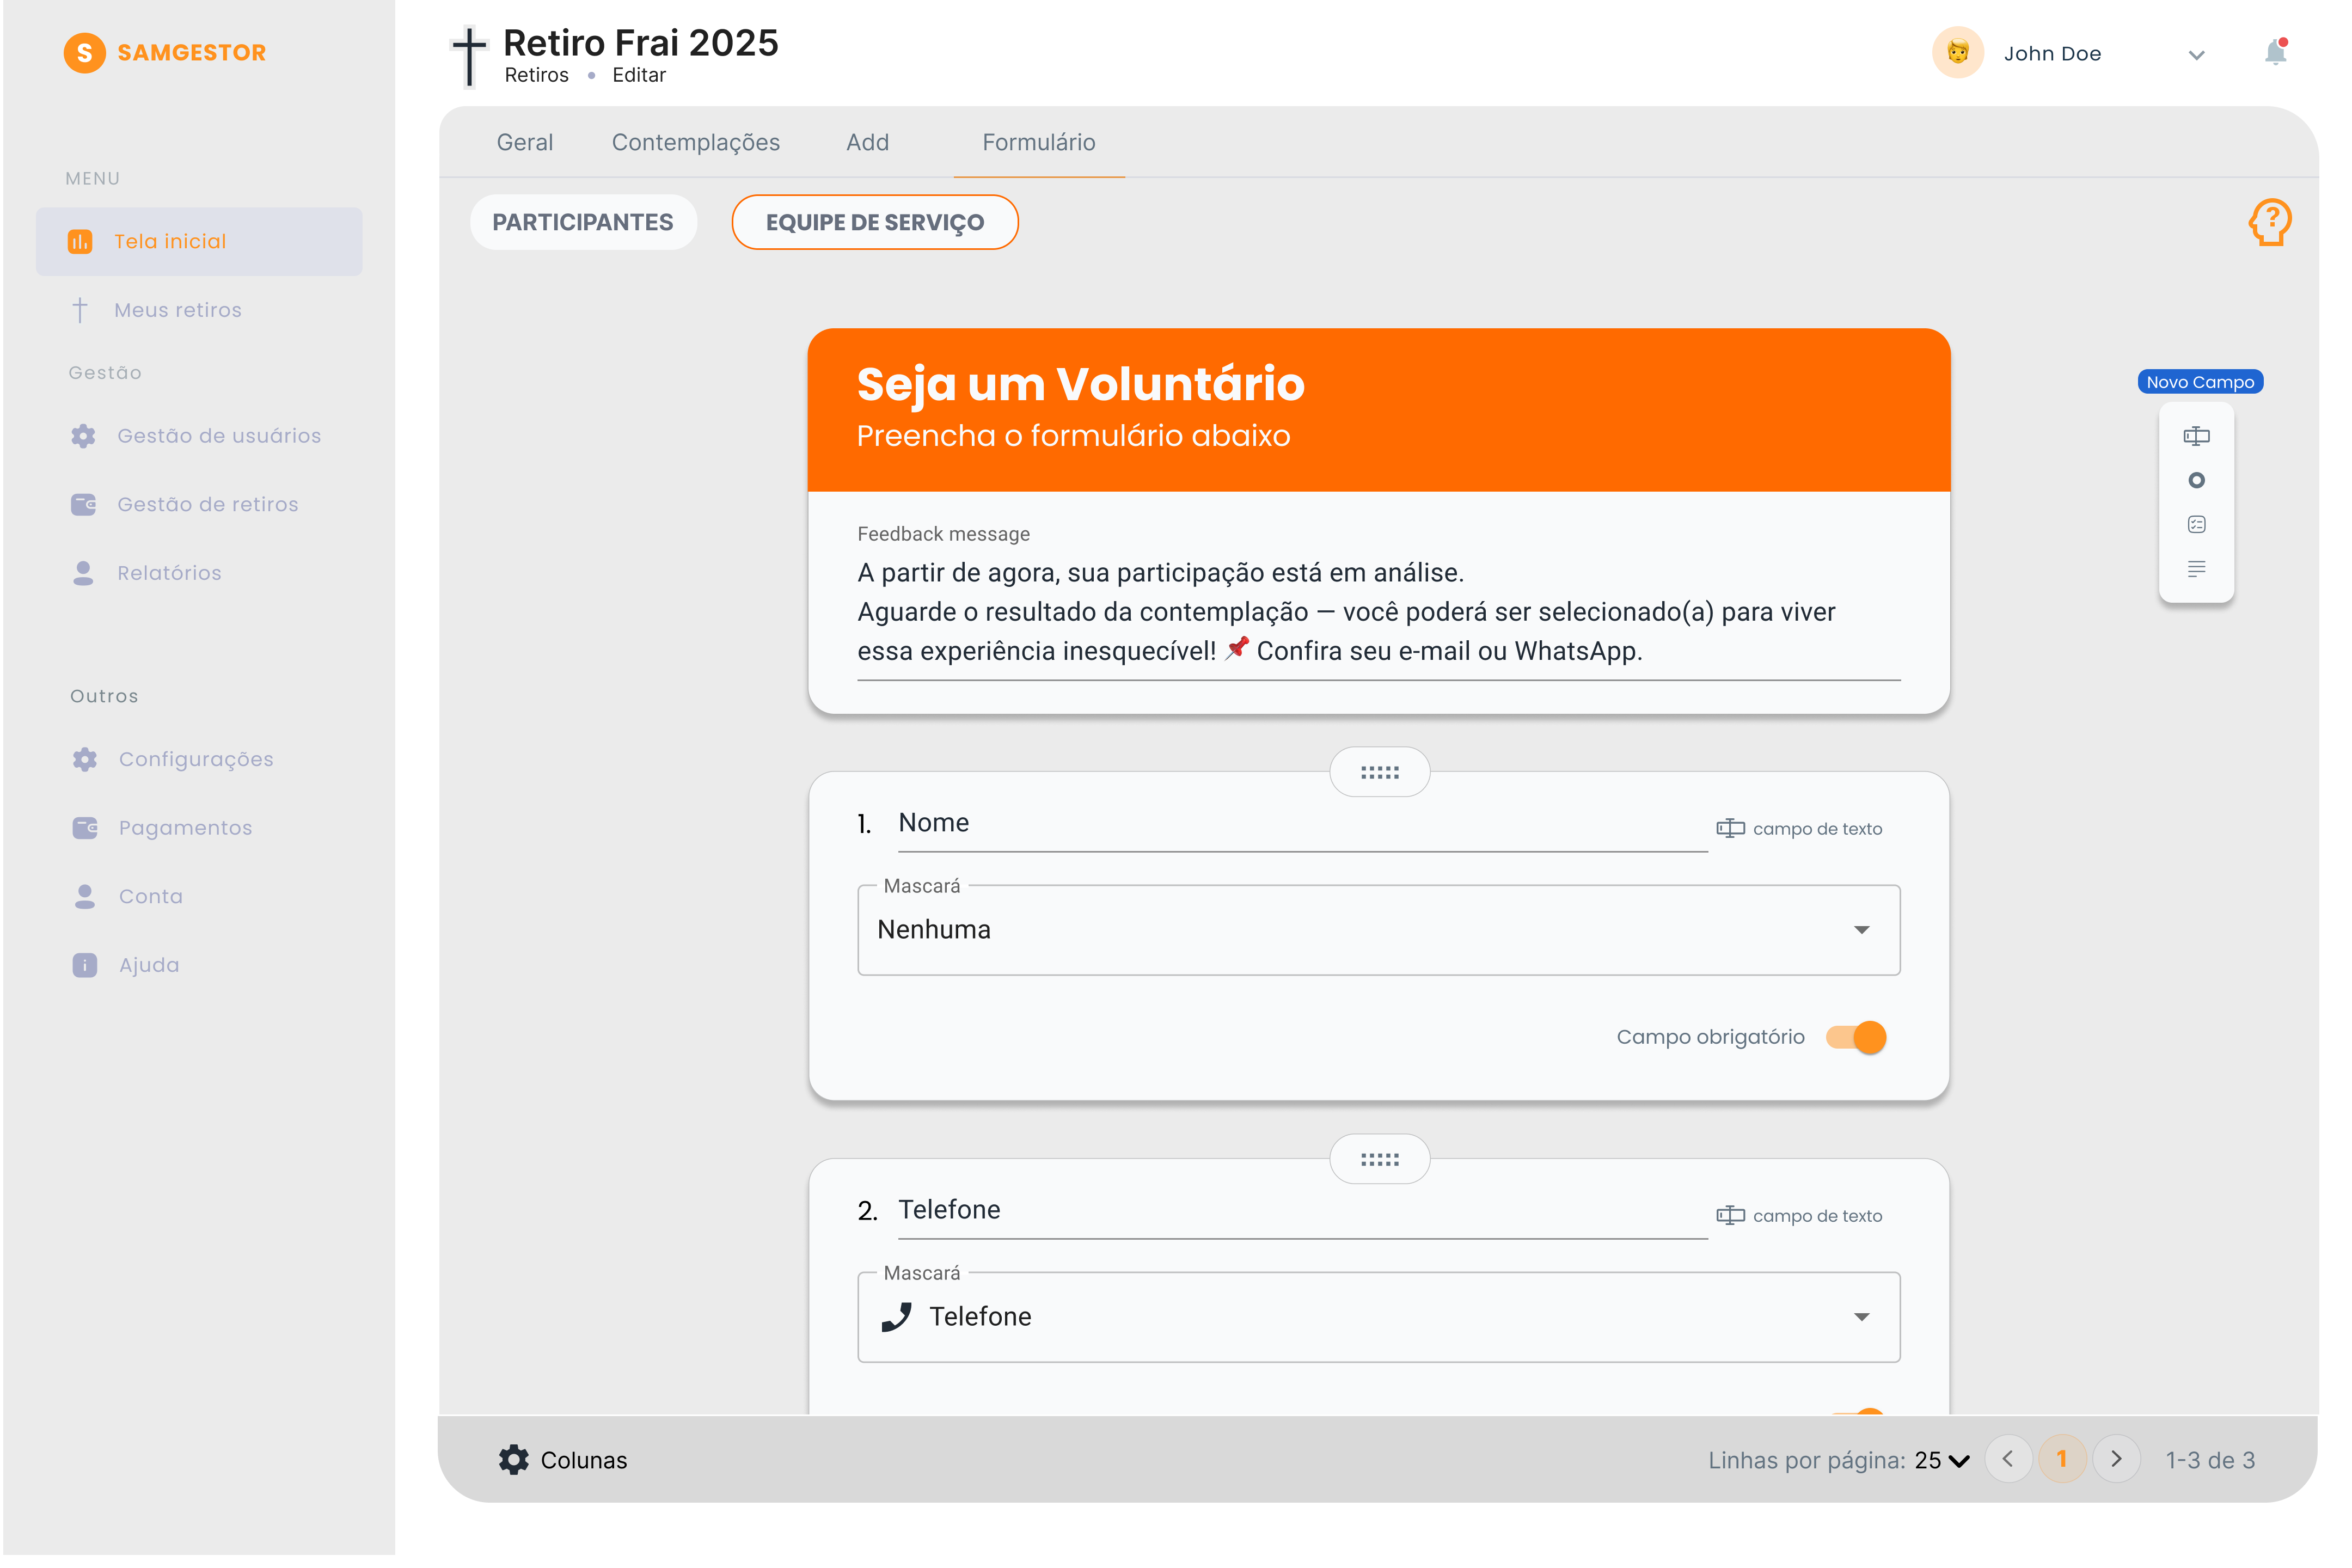 S SAMGESTOR
MENU
Tela inicial
Meus retiros
Gestão
Gestão de usuários
Gestão de retiros
Relatórios
Outros
Configurações
Pagamentos
Conta
Ajuda
Retiro Frai 2025
Retiros • Editar
John Doe
Geral Contemplações Add Formulário
PARTICIPANTES EQUIPE DE SERVIÇO
Seja um Voluntário
Preencha o formulário abaixo
Novo Campo
Feedback message
A partir de agora, sua participação está em análise.
Aguarde o resultado da contemplação — você poderá ser selecionado(a) para viver
essa experiência inesquecível! 📌 Confira seu e-mail ou WhatsApp.
1. Nome campo de texto
Mascará
Nenhuma
Campo obrigatório
2. Telefone campo de texto
Mascará
Telefone
Colunas Linhas por página: 25 1 1-3 de 3